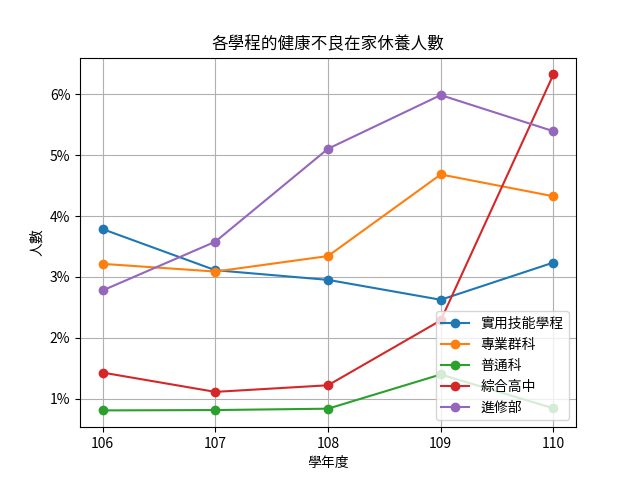 各學程的健康不良在家休養人數
人數
6%
5%
4%
3%
2%
1%
106
107
108
109
110
學年度
實用技能學程
專業群科
普通科
綜合高中
進修部